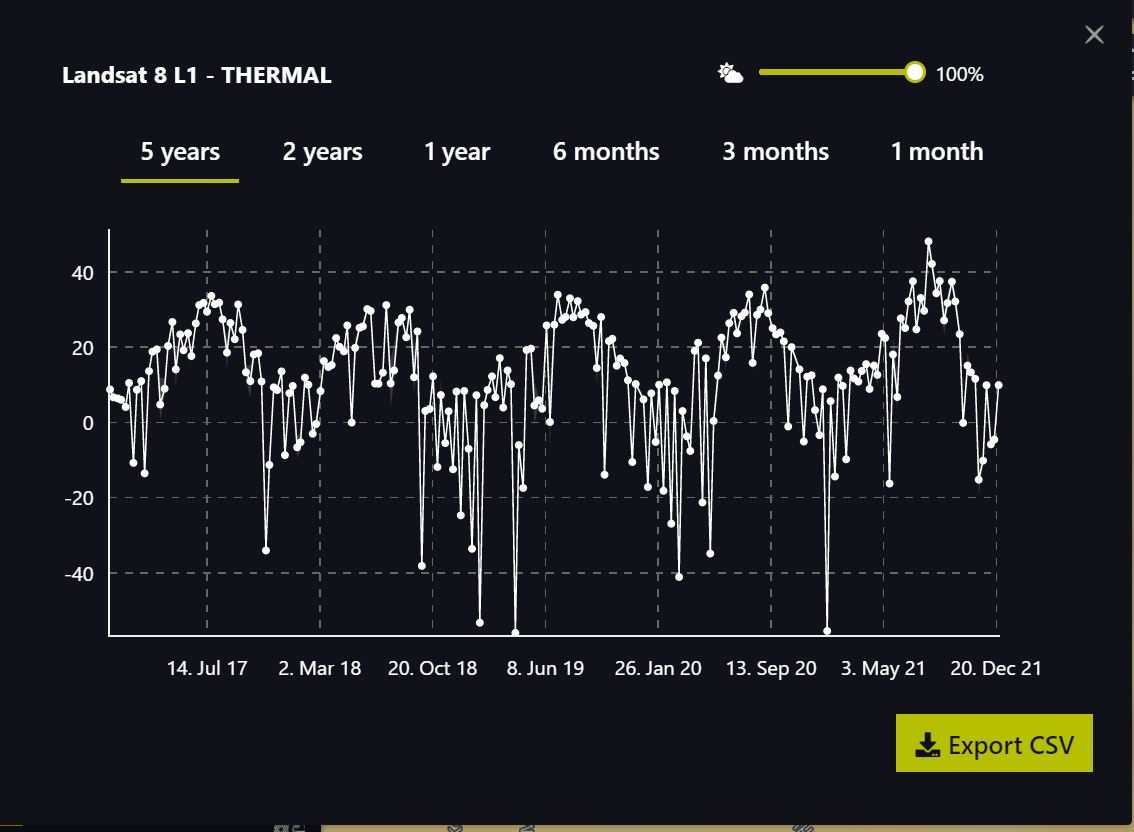 Landsat 8 L1 - THERMAL
100%
5 years 2 years 1 year 6 months 3 months 1 month
40
20
0
-20
-40
14. Jul 17 2. Mar 18 20. Oct 18 8. Jun 19 26. Jan 20 13. Sep 20 3. May 21 20. Dec 21
Export CSV